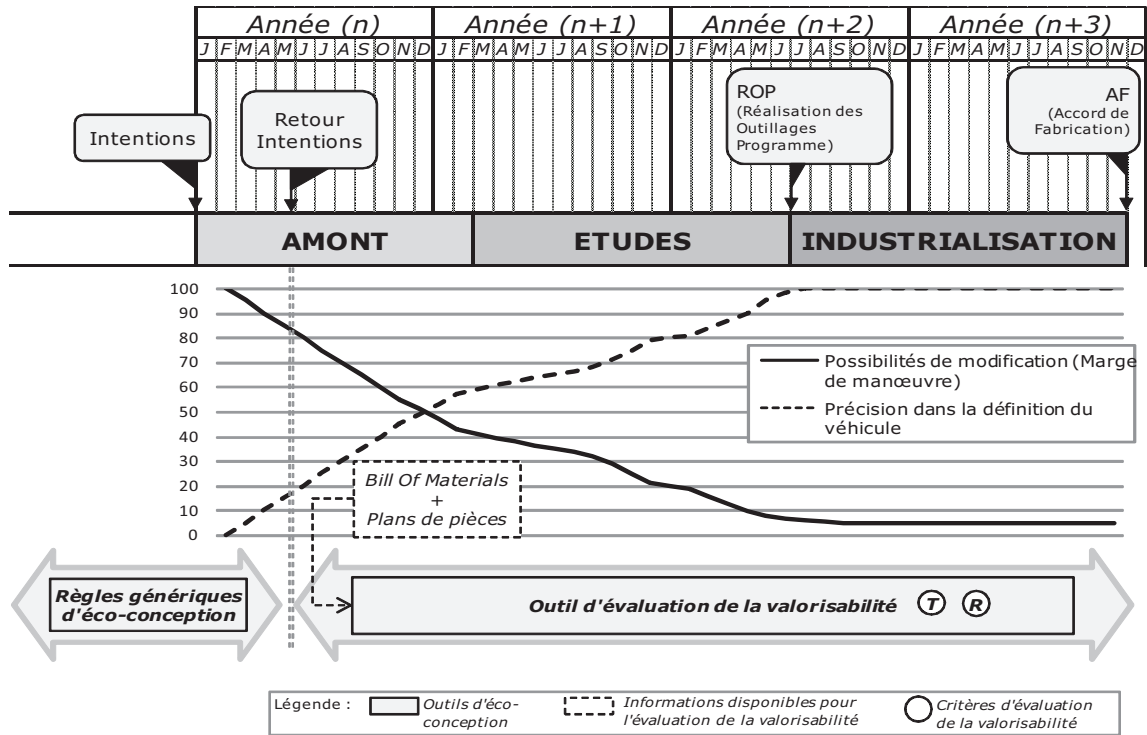 Année (n) Année (n+1) Année (n+2) Année (n+3)
J F M A M J J A S O N D J F M A M J J A S O N D J F M A M J J A S O N D J F M A M J J A S O N D
Intentions
Retour
Intentions
ROP
(Réalisation des
Outillages
Programme)
AF
(Accord de
Fabrication)
AMONT ETUDES INDUSTRIALISATION
100
90
80
70
60
50
40
30
20
10
0
Possibilités de modification (Marge
de manœuvre)
Précision dans la définition du
véhicule
Bill Of Materials
+
Plans de pièces
Règles génériques
d'éco-conception
Outil d'évaluation de la valorisabilité T R
Légende :
Outils d'éco-
conception
Informations disponibles pour
l'évaluation de la valorisabilité
Critères d'évaluation
de la valorisabilité